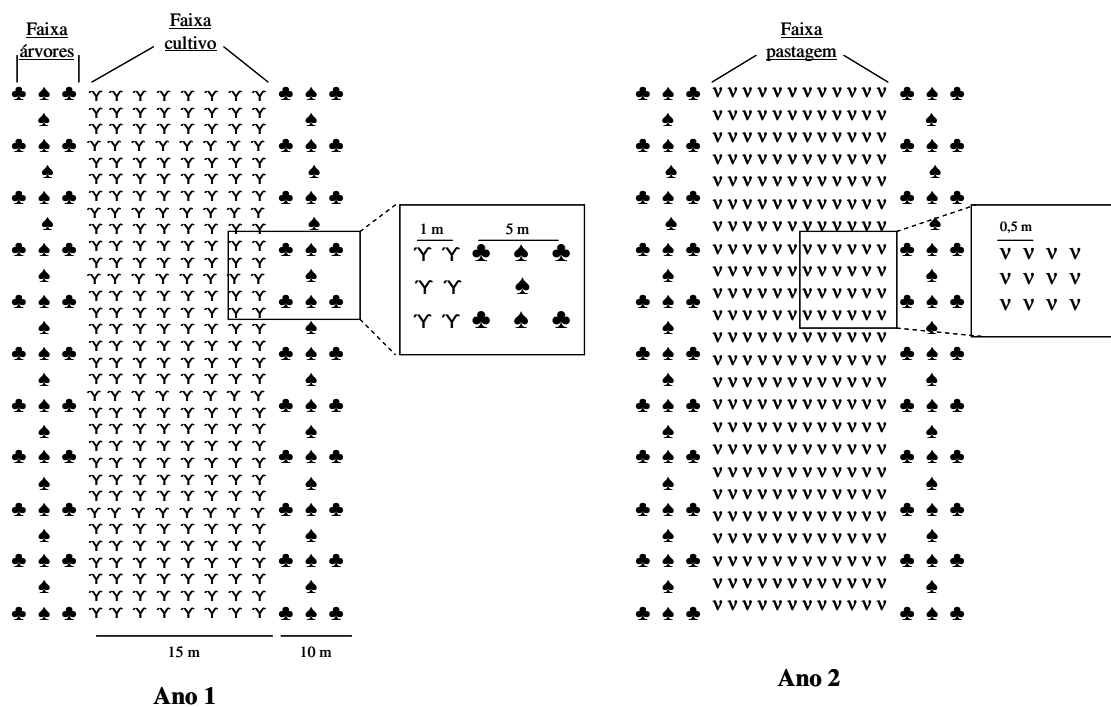 Faixa
árvores
Faixa
cultivo
1 m
5 m
15 m
10 m
Ano 1
Faixa
pastagem
0,5 m
Ano 2